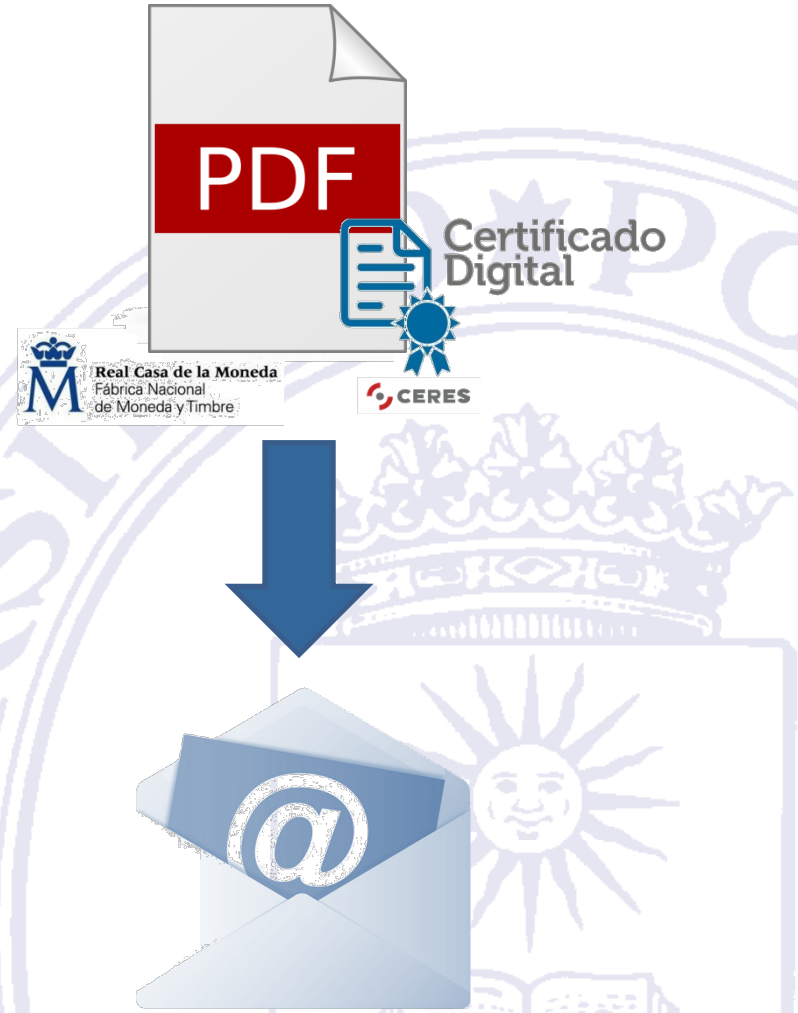 PDF
Certificado
Digital
Real Casa de la Moneda
Fábrica Nacional
de Moneda y Timbre
CERES
@